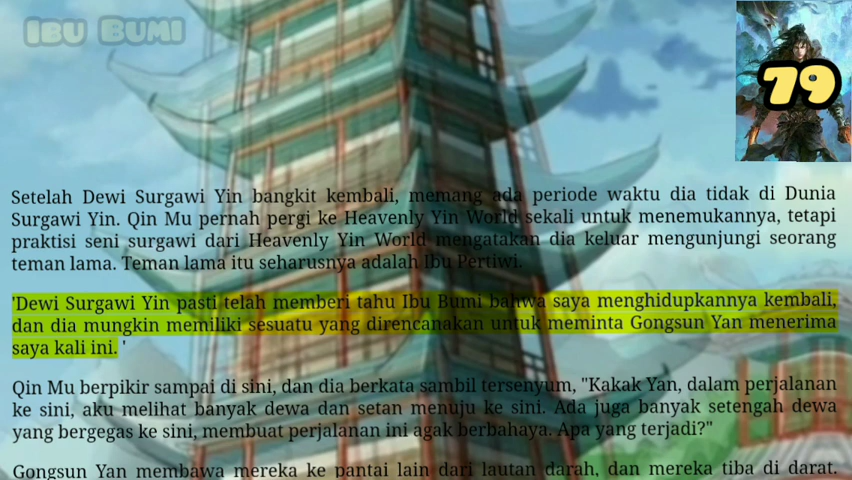 Ibu Bumi
79
Setelah Dewi Surgawi Yin bangkit kembali, memang ada periode waktu dia tidak di Dunia
Surgawi Yin. Qin Mu pernah pergi ke Heavenly Yin World sekali untuk menemukannya, tetapi
praktisi seni surgawi dari Heavenly Yin World mengatakan dia keluar mengunjungi seorang
teman lama. Teman lama itu seharusnya adalah Ibu Pertiwi.
'Dewi Surgawi Yin pasti telah memberi tahu Ibu Bumi bahwa saya menghidupkannya kembali,
dan dia mungkin memiliki sesuatu yang direncanakan untuk meminta Gongsun Yan menerima
saya kali ini. '
Qin Mu berpikir sampai di sini, dan dia berkata sambil tersenyum, "Kakak Yan, dalam perjalanan
ke sini, aku melihat banyak dewa dan setan menuju ke sini. Ada juga banyak setengah dewa
yang bergegas ke sini, membuat perjalanan ini agak berbahaya. Apa yang terjadi?"
Gongsun Yan membawa mereka ke pantai lain dari lautan darah, dan mereka tiba di darat.